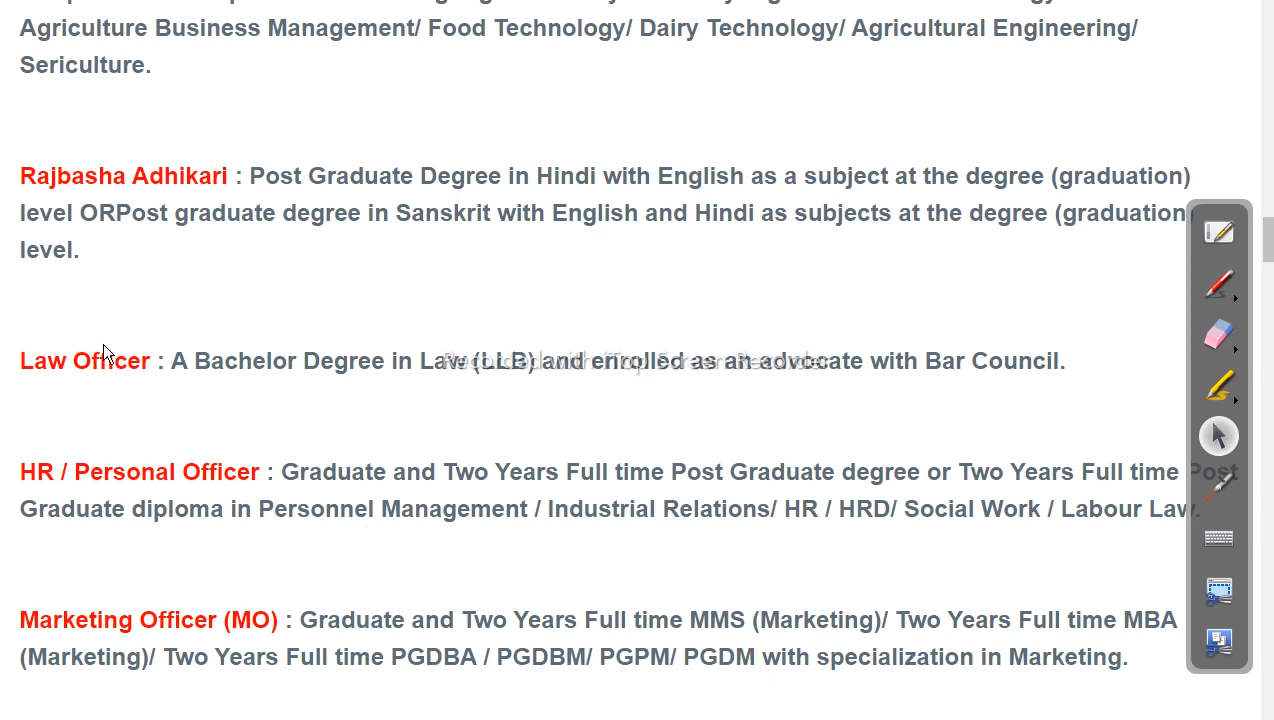 Agriculture Business Management/ Food Technology/ Dairy Technology/ Agricultural Engineering/
Sericulture.
Rajbasha Adhikari : Post Graduate Degree in Hindi with English as a subject at the degree (graduation)
level ORPost graduate degree in Sanskrit with English and Hindi as subjects at the degree (graduation)
level.
Law Officer : A Bachelor Degree in Law (LLB) and enrolled as an advocate with Bar Council.
Recorded with iTop Screen Recorder
HR / Personal Officer : Graduate and Two Years Full time Post Graduate degree or Two Years Full time Post
Graduate diploma in Personnel Management / Industrial Relations/ HR / HRD/ Social Work / Labour Law.
Marketing Officer (MO) : Graduate and Two Years Full time MMS (Marketing)/ Two Years Full time MBA
(Marketing)/ Two Years Full time PGDBA / PGDBM/ PGPM/ PGDM with specialization in Marketing.